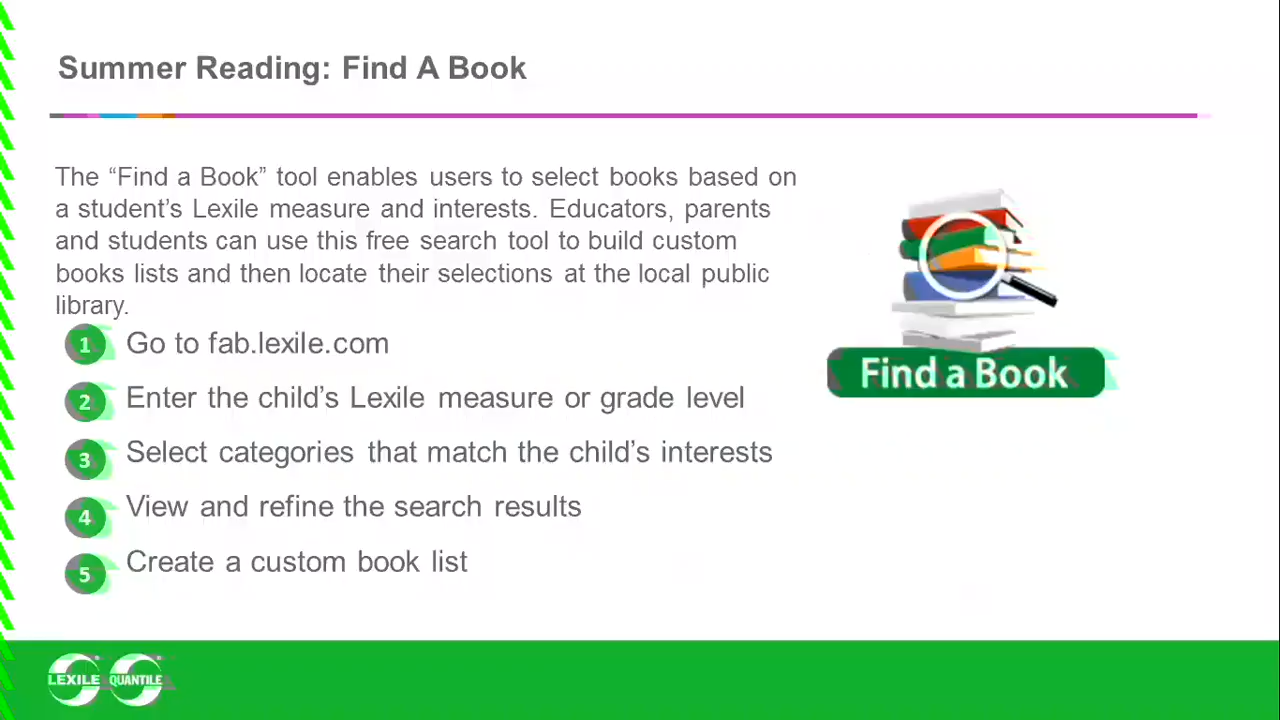 Summer Reading: Find A Book
The “Find a Book” tool enables users to select books based on
a student’s Lexile measure and interests. Educators, parents
and students can use this free search tool to build custom
books lists and then locate their selections at the local public
library.
1 Go to fab.lexile.com
2 Enter the child’s Lexile measure or grade level
3 Select categories that match the child’s interests
4 View and refine the search results
5 Create a custom book list
Find a Book
LEXILE QUANTILE